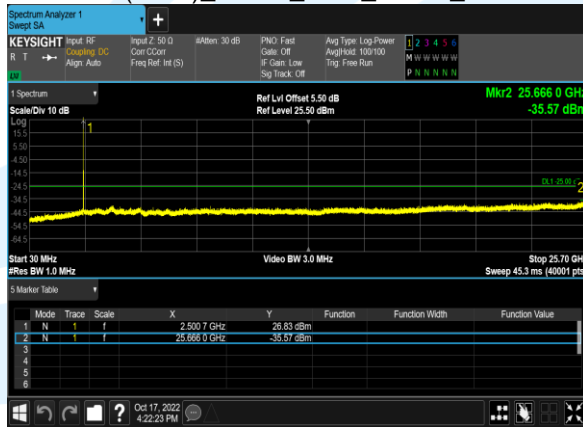 Spectrum Analyzer 1
Swept SA
KEYSIGHT
R T
LXI
Input: RF
Coupling: DC
Align: Auto
Input Z: 50 Ω
Corr CCorr
Freq Ref: Int (S)
#Atten: 30 dB
PNO: Fast
Gate: Off
IF Gain: Low
Sig Track: Off
Avg Type: Log-Power
Avg|Hold: 100/100
Trig: Free Run
1 2 3 4 5 6
M W W W W W
P N N N N N
1 Spectrum
Scale/Div 10 dB
Ref Lvl Offset 5.50 dB
Ref Level 25.50 dBm
Mkr2 25.666 0 GHz
-35.57 dBm
Log
15.5
5.50
-4.50
-14.5
-24.5
-34.5
-44.5
-54.5
-64.5
1
DL1 -25.00
2
Start 30 MHz
#Res BW 1.0 MHz
Video BW 3.0 MHz
Stop 25.70 GH
Sweep 45.3 ms (40001 pts
5 Marker Table
Mode Trace Scale X Y Function Function Width Function Value
1 N 1 f 2.500 7 GHz 26.83 dBm
2 N 1 f 25.666 0 GHz -35.57 dBm
3
4
5
6
? Oct 17, 2022
4:22:23 PM